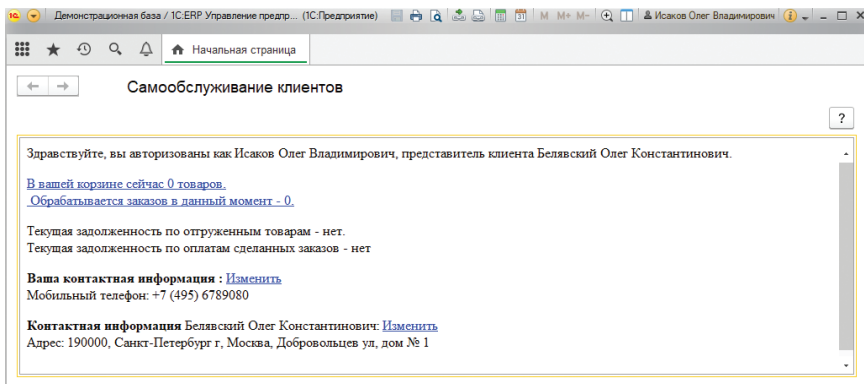 Демонстрационная база / 1С:ERP Управление предпр... (1С:Предприятие) M M+ M- Исаков Олег Владимирович
Начальная страница
Самообслуживание клиентов
?
Здравствуйте, вы авторизованы как Исаков Олег Владимирович, представитель клиента Белявский Олег Константинович.
В вашей корзине сейчас 0 товаров.
Обрабатывается заказов в данный момент - 0.
Текущая задолженность по отгруженным товарам - нет.
Текущая задолженность по оплатам сделанных заказов - нет
Ваша контактная информация : Изменить
Мобильный телефон: +7 (495) 6789080
Контактная информация Белявский Олег Константинович: Изменить
Адрес: 190000, Санкт-Петербург г, Москва, Добровольцев ул, дом № 1